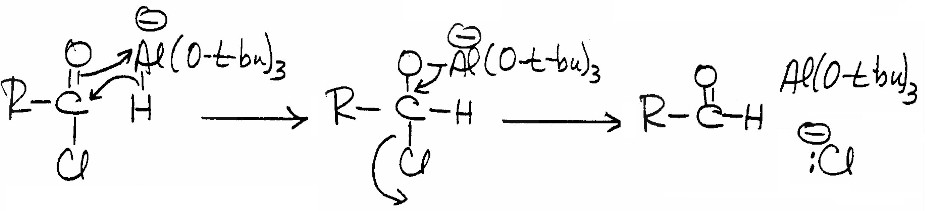 O Al(O-t-bu)3
R-C H
Cl
O-Al(O-t-bu)3
R-C-H
Cl
O
R-C-H
Al(O-t-bu)3
:Cl